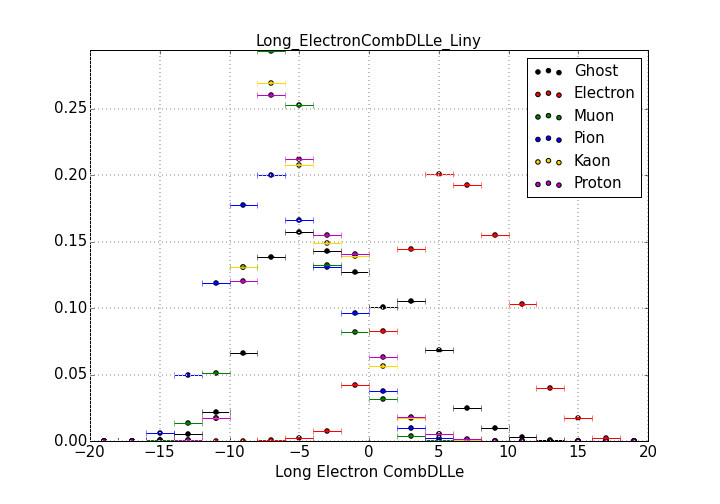 Long_ElectronCombDLLe_Liny
Ghost
Electron
Muon
Pion
Kaon
Proton
0.25
0.20
0.15
0.10
0.05
0.00
−20 −15 −10 −5 0 5 10 15 20
Long Electron CombDLLe